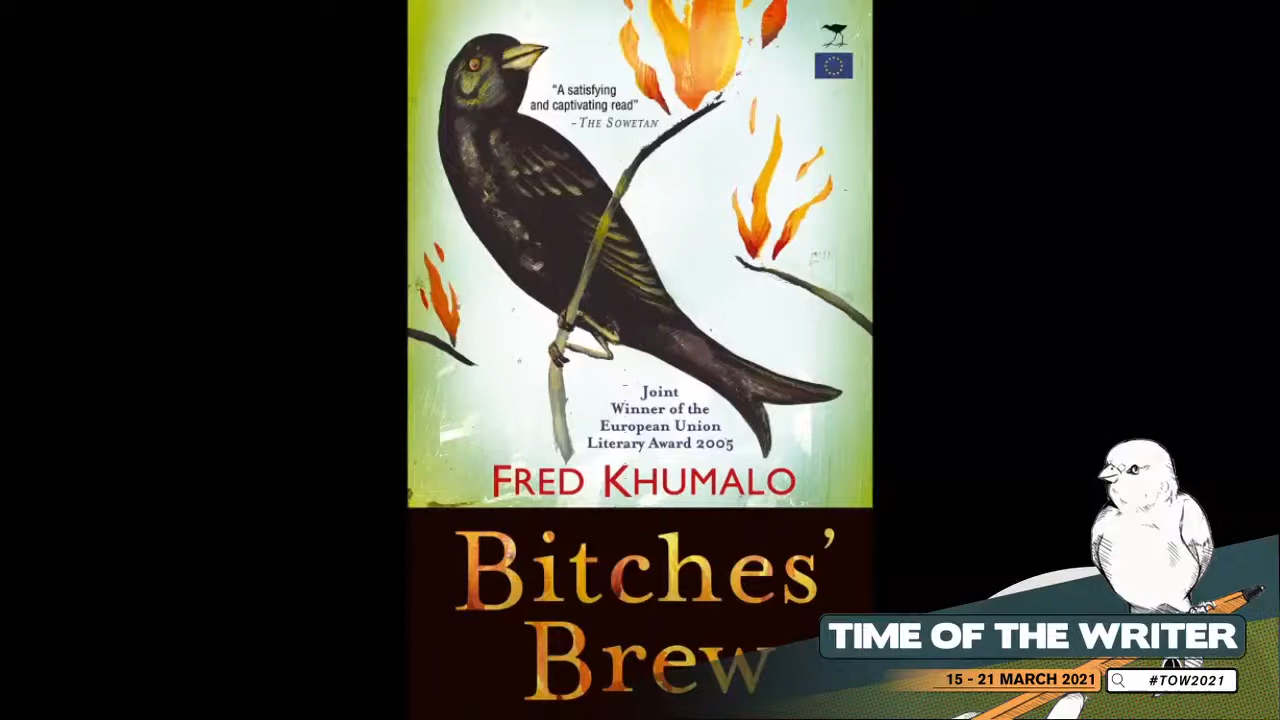 "A satisfying
and captivating read"
– THE SOWETAN
Joint
Winner of the
European Union
Literary Award 2005
FRED KHUMALO
Bitches'
Brew
TIME OF THE WRITER
15 - 21 MARCH 2021
#TOW2021